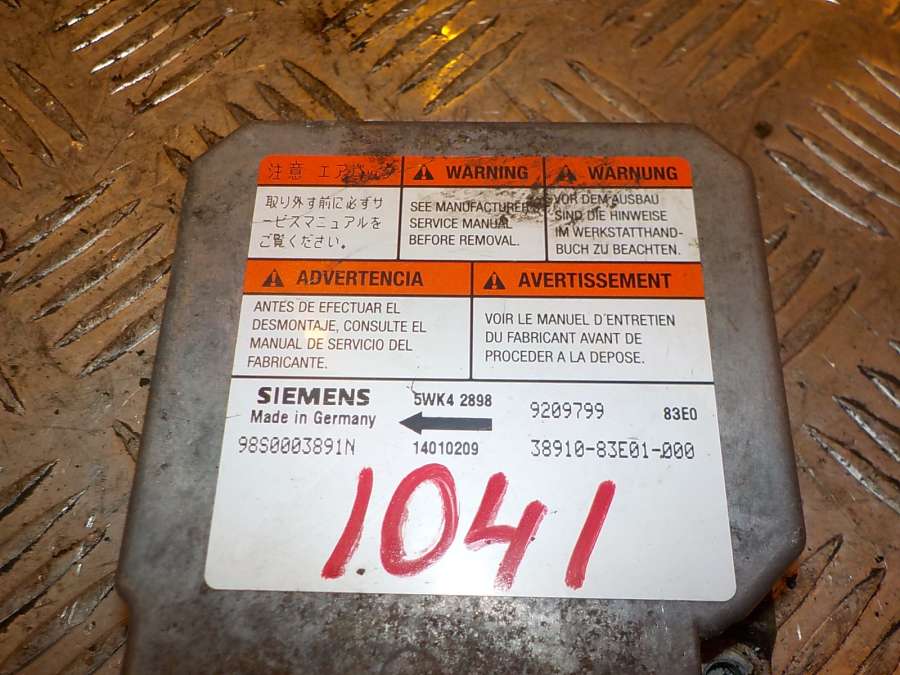 注意 エア
取り外す前に必ずサ
ービスマニュアルを
ご覧ください。
WARNING
SEE MANUFACTURER
SERVICE MANUAL
BEFORE REMOVAL.
WARNUNG
VOR DEM AUSBAU
SIND DIE HINWEISE
IM WERKSTATTHAND-
BUCH ZU BEACHTEN.
ADVERTENCIA
ANTES DE EFECTUAR EL
DESMONTAJE, CONSULTE EL
MANUAL DE SERVICIO DEL
FABRICANTE.
AVERTISSEMENT
VOIR LE MANUEL D'ENTRETIEN
DU FABRICANT AVANT DE
PROCEDER A LA DEPOSE.
SIEMENS 5WK4 2898 9209799 83E0
Made in Germany
98S0003891N 14010209 38910-83E01-000
1041